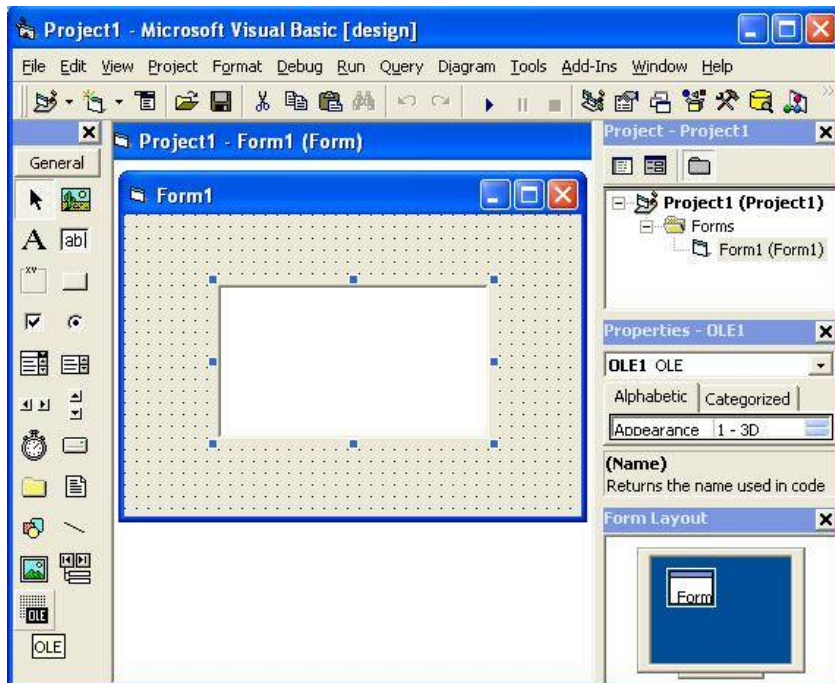 Project1 - Microsoft Visual Basic [design]
File Edit View Project Format Debug Run Query Diagram Tools Add-Ins Window Help
General
A
ab|
xv
OLE
OLE
Project1 - Form1 (Form)
Form1
Project - Project1
Project1 (Project1)
Forms
Form1 (Form1)
Properties - OLE1
OLE1 OLE
Alphabetic Categorized
Appearance 1 - 3D
(Name)
Returns the name used in code
Form Layout
Form